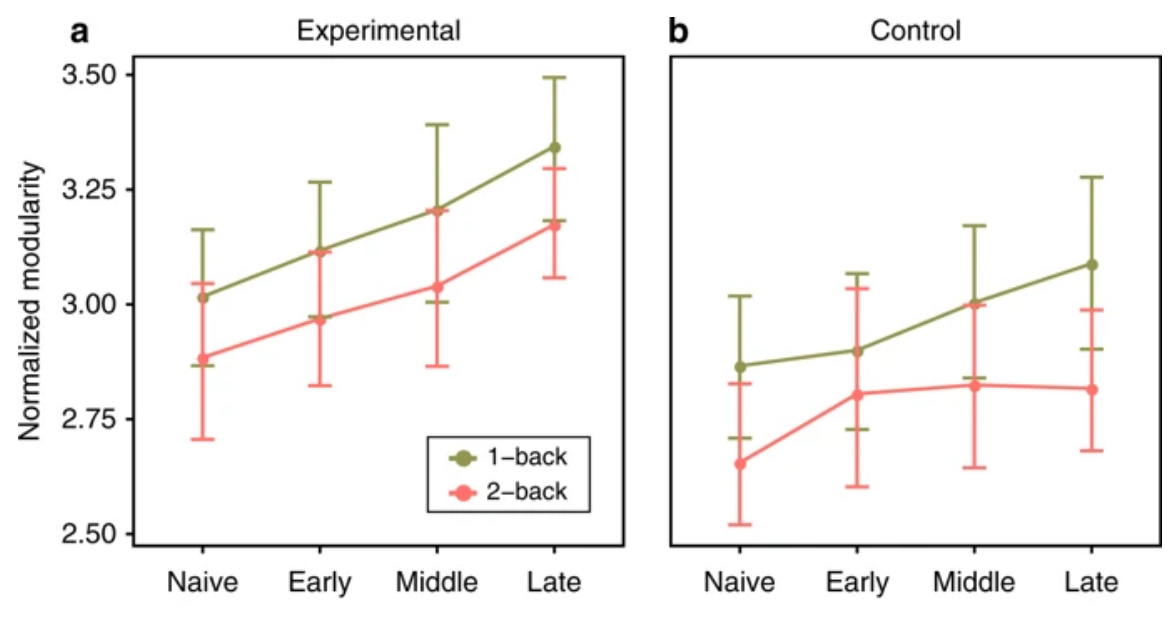 a Experimental
b Control
Normalized modularity
3.50
3.25
3.00
2.75
2.50
1−back
2−back
Naive Early Middle Late
Naive Early Middle Late